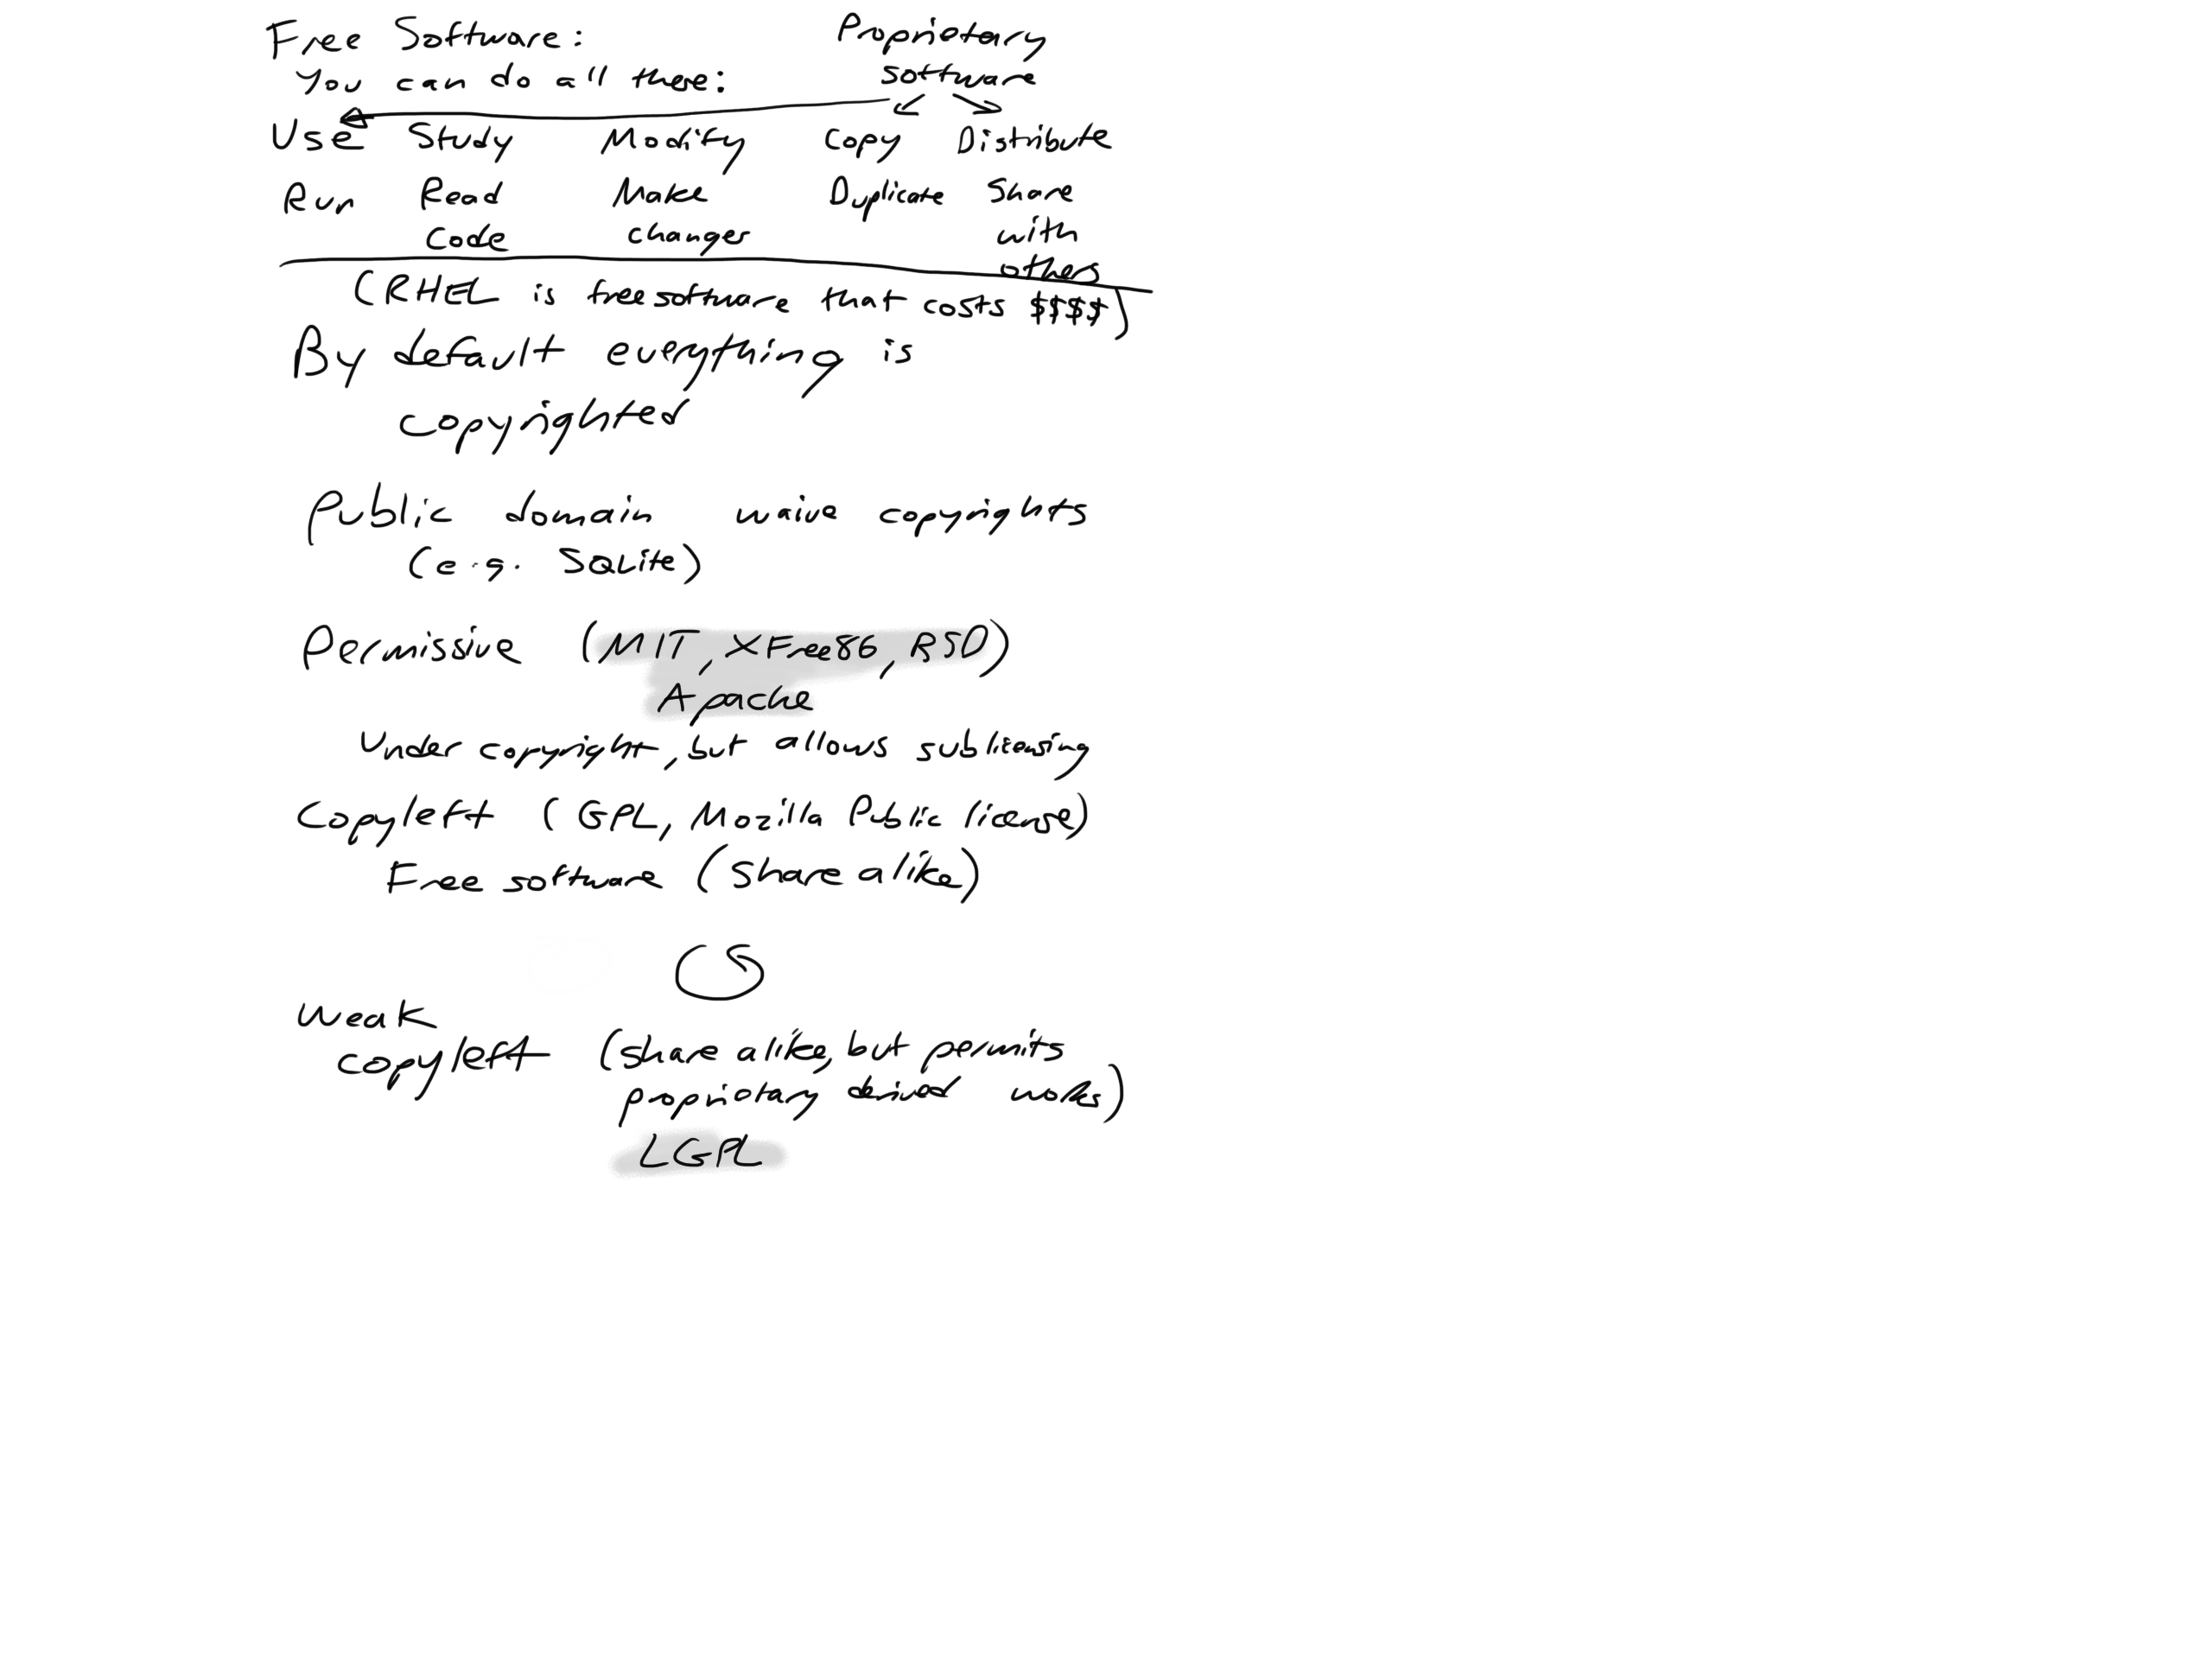 Free Software:
You can do all these:
Proprietary
software
Use Study Modify Copy Distribute
Run Read Make Duplicate Share
Code changes with
others
(RHEL is free software that costs $$$$)
By default everything is
copyrighted
Public domain waive copyrights
(e.g. SQLite)
Permissive (MIT, XFree86, BSD)
Apache
Under copyright, but allows sublicensing
Copyleft (GPL, Mozilla Public license)
Free software (Share alike)
Weak
copyleft (share alike, but permits
proprietary derived works)
LGPL